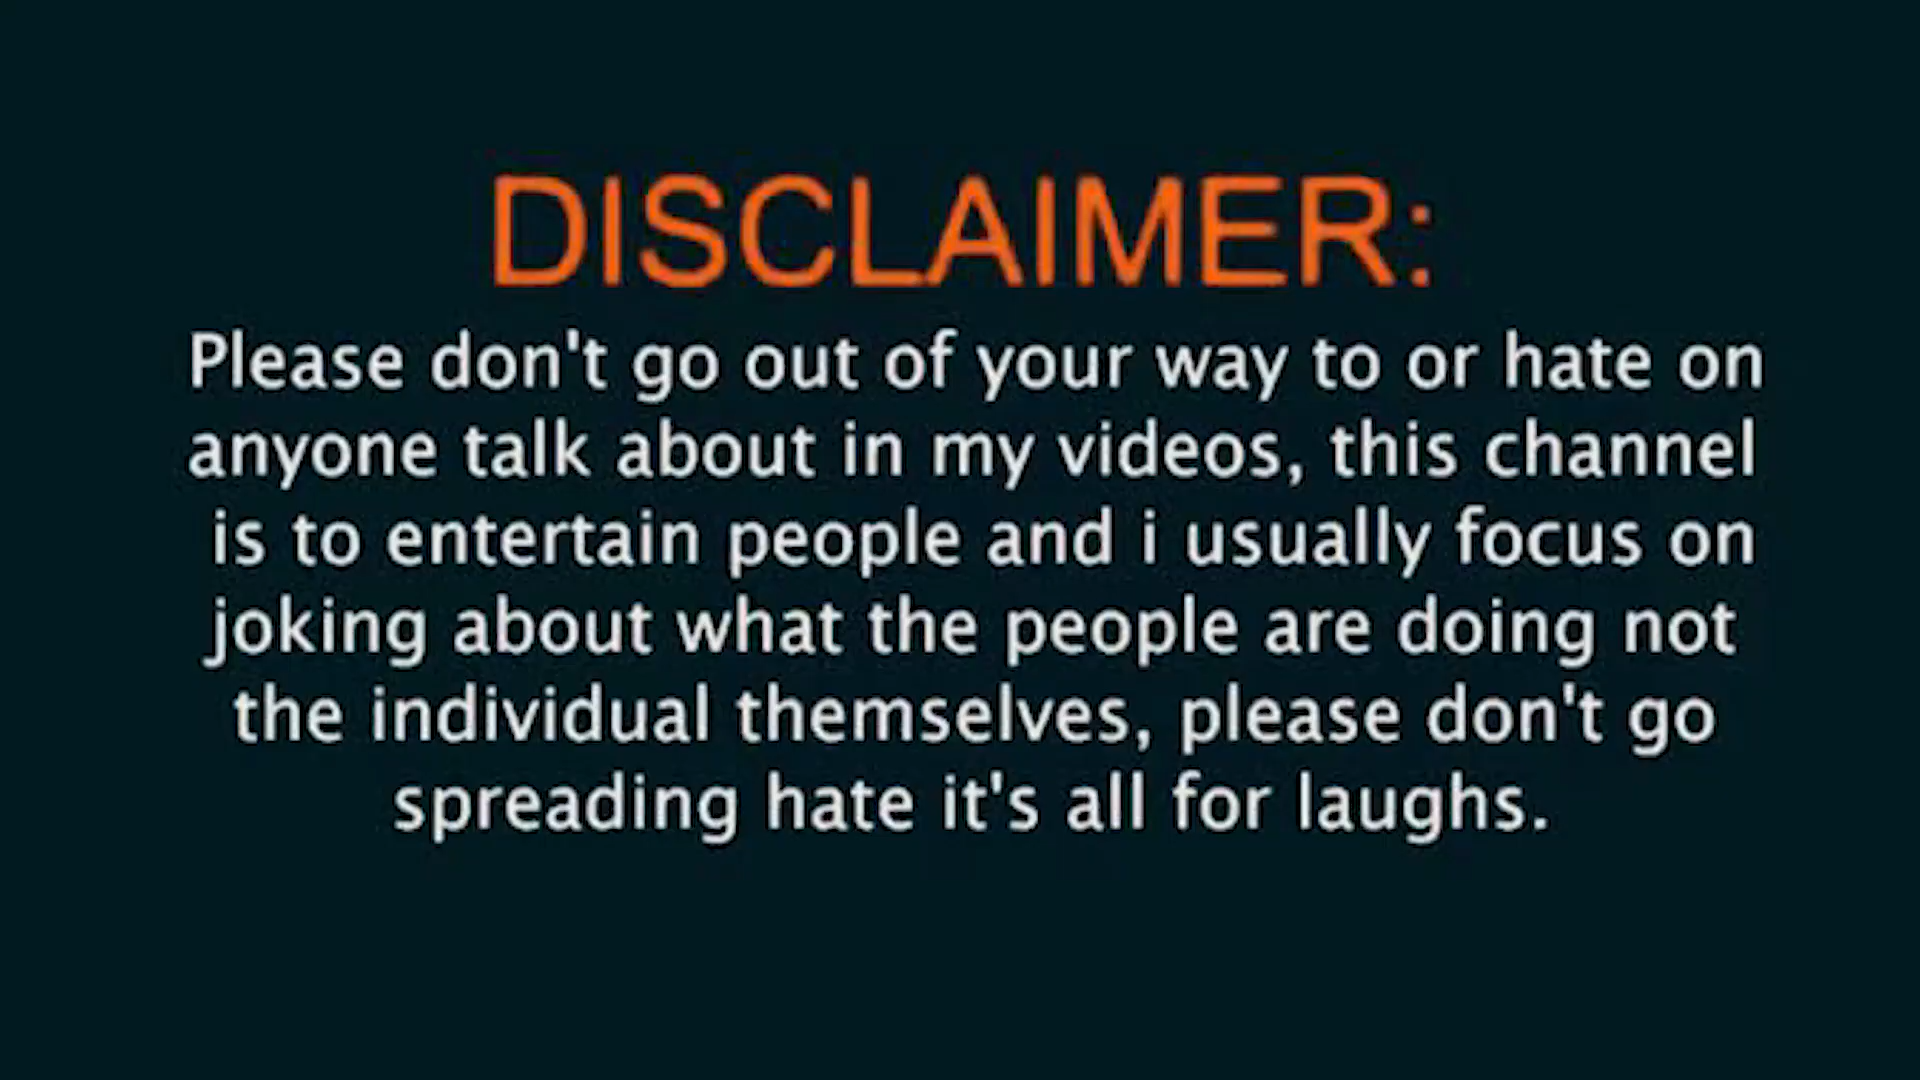 DISCLAIMER:
Please don't go out of your way to or hate on
anyone talk about in my videos, this channel
is to entertain people and i usually focus on
joking about what the people are doing not
the individual themselves, please don't go
spreading hate it's all for laughs.